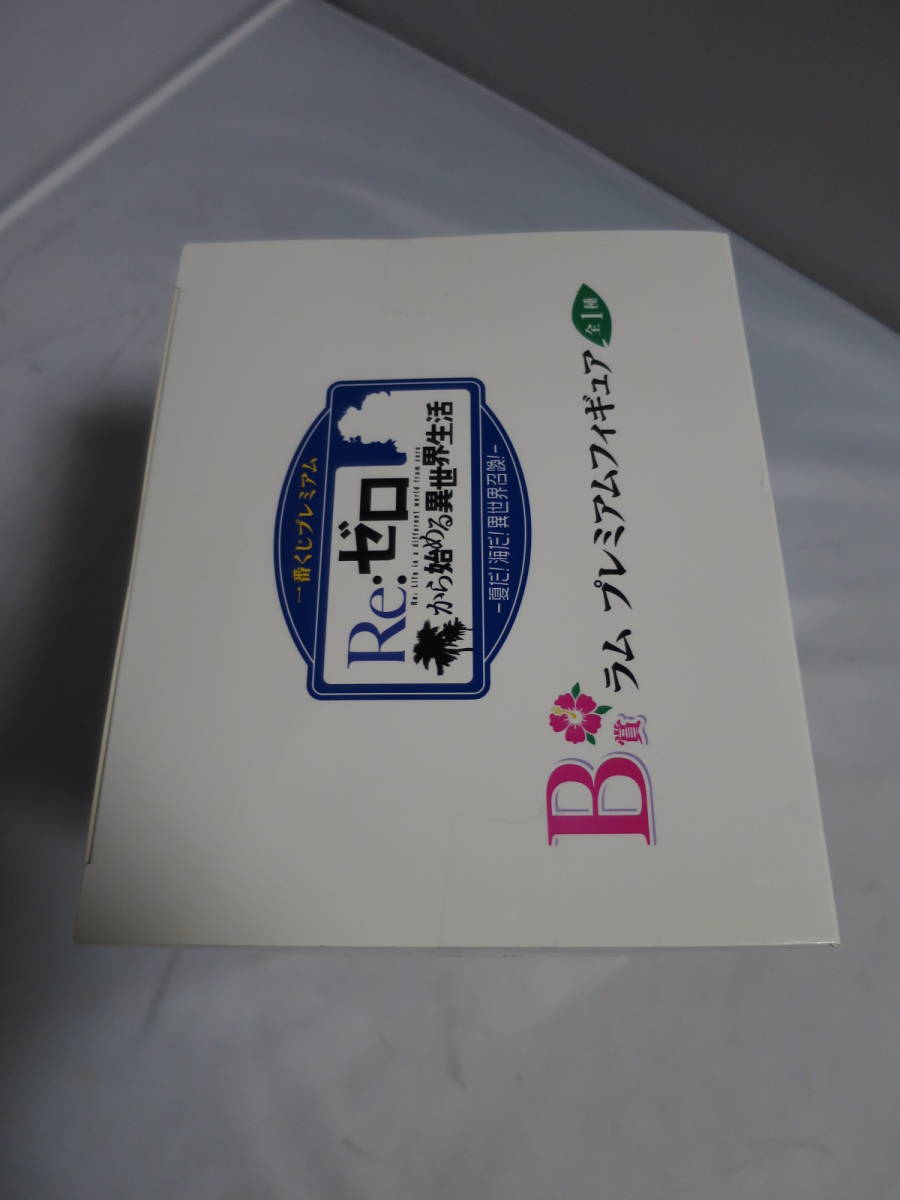 一番くじプレミアム
Re:ゼロ
Re: Life in a different world from zero
から始める異世界生活
-夏だ!海だ!異世界召喚!-
B賞 ラム プレミアムフィギュア 全1種